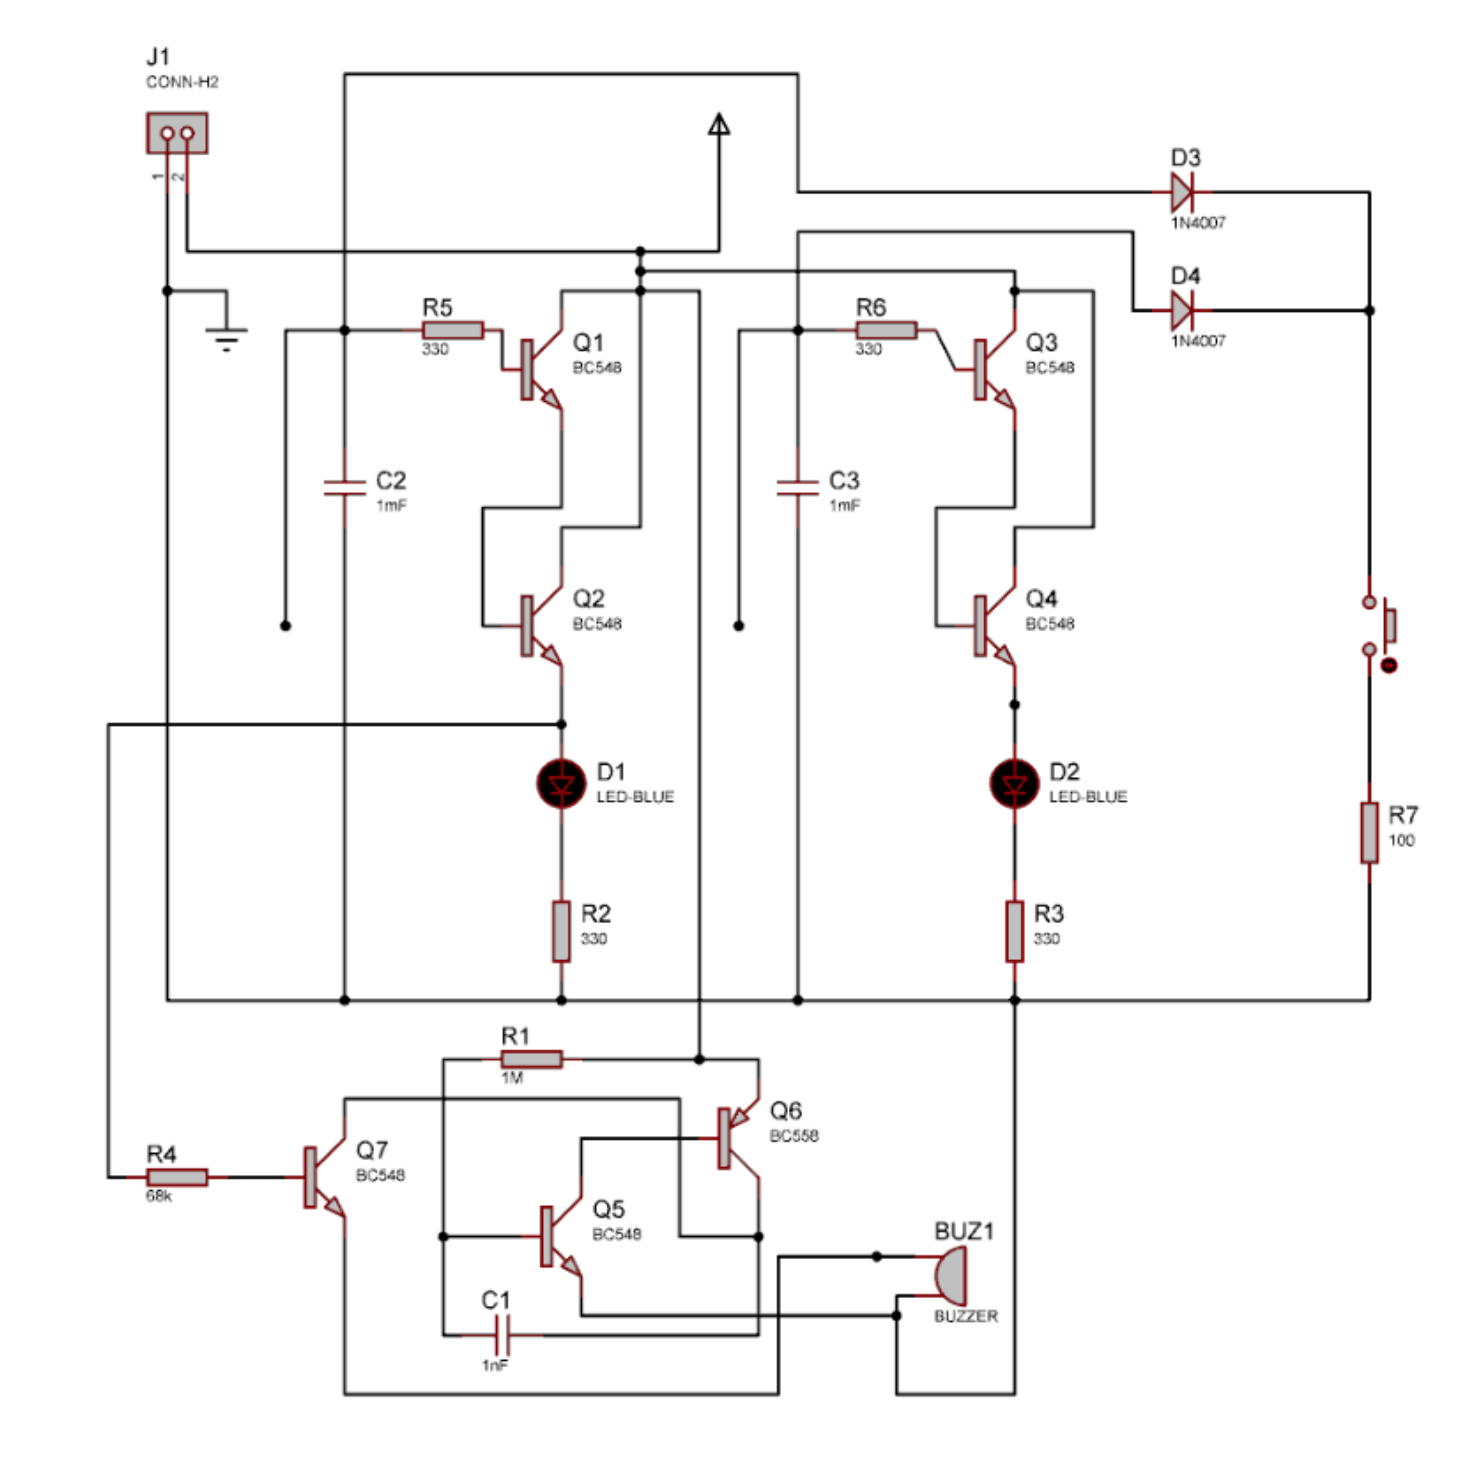 J1
CONN-H2
1
2
D3
1N4007
D4
1N4007
R5
330
Q1
BC548
R6
330
Q3
BC548
C2
1mF
C3
1mF
Q2
BC548
Q4
BC548
D1
LED-BLUE
D2
LED-BLUE
R7
100
R2
330
R3
330
R1
1M
Q6
BC558
R4
68k
Q7
BC548
Q5
BC548
BUZ1
BUZZER
C1
1nF